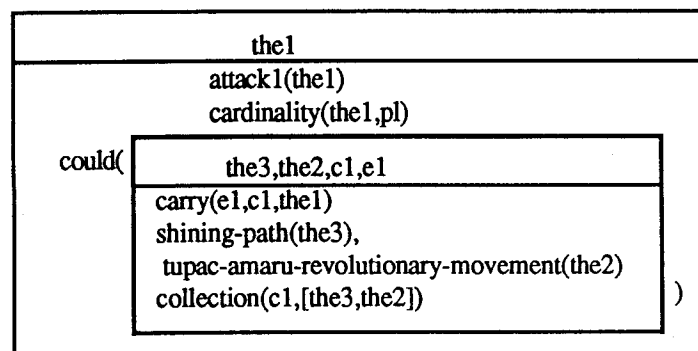 the1
attack1(the1)
cardinality(the1,pl)
could(
the3,the2,c1,e1
carry(e1,c1,the1)
shining-path(the3),
tupac-amaru-revolutionary-movement(the2)
collection(c1,[the3,the2])
)